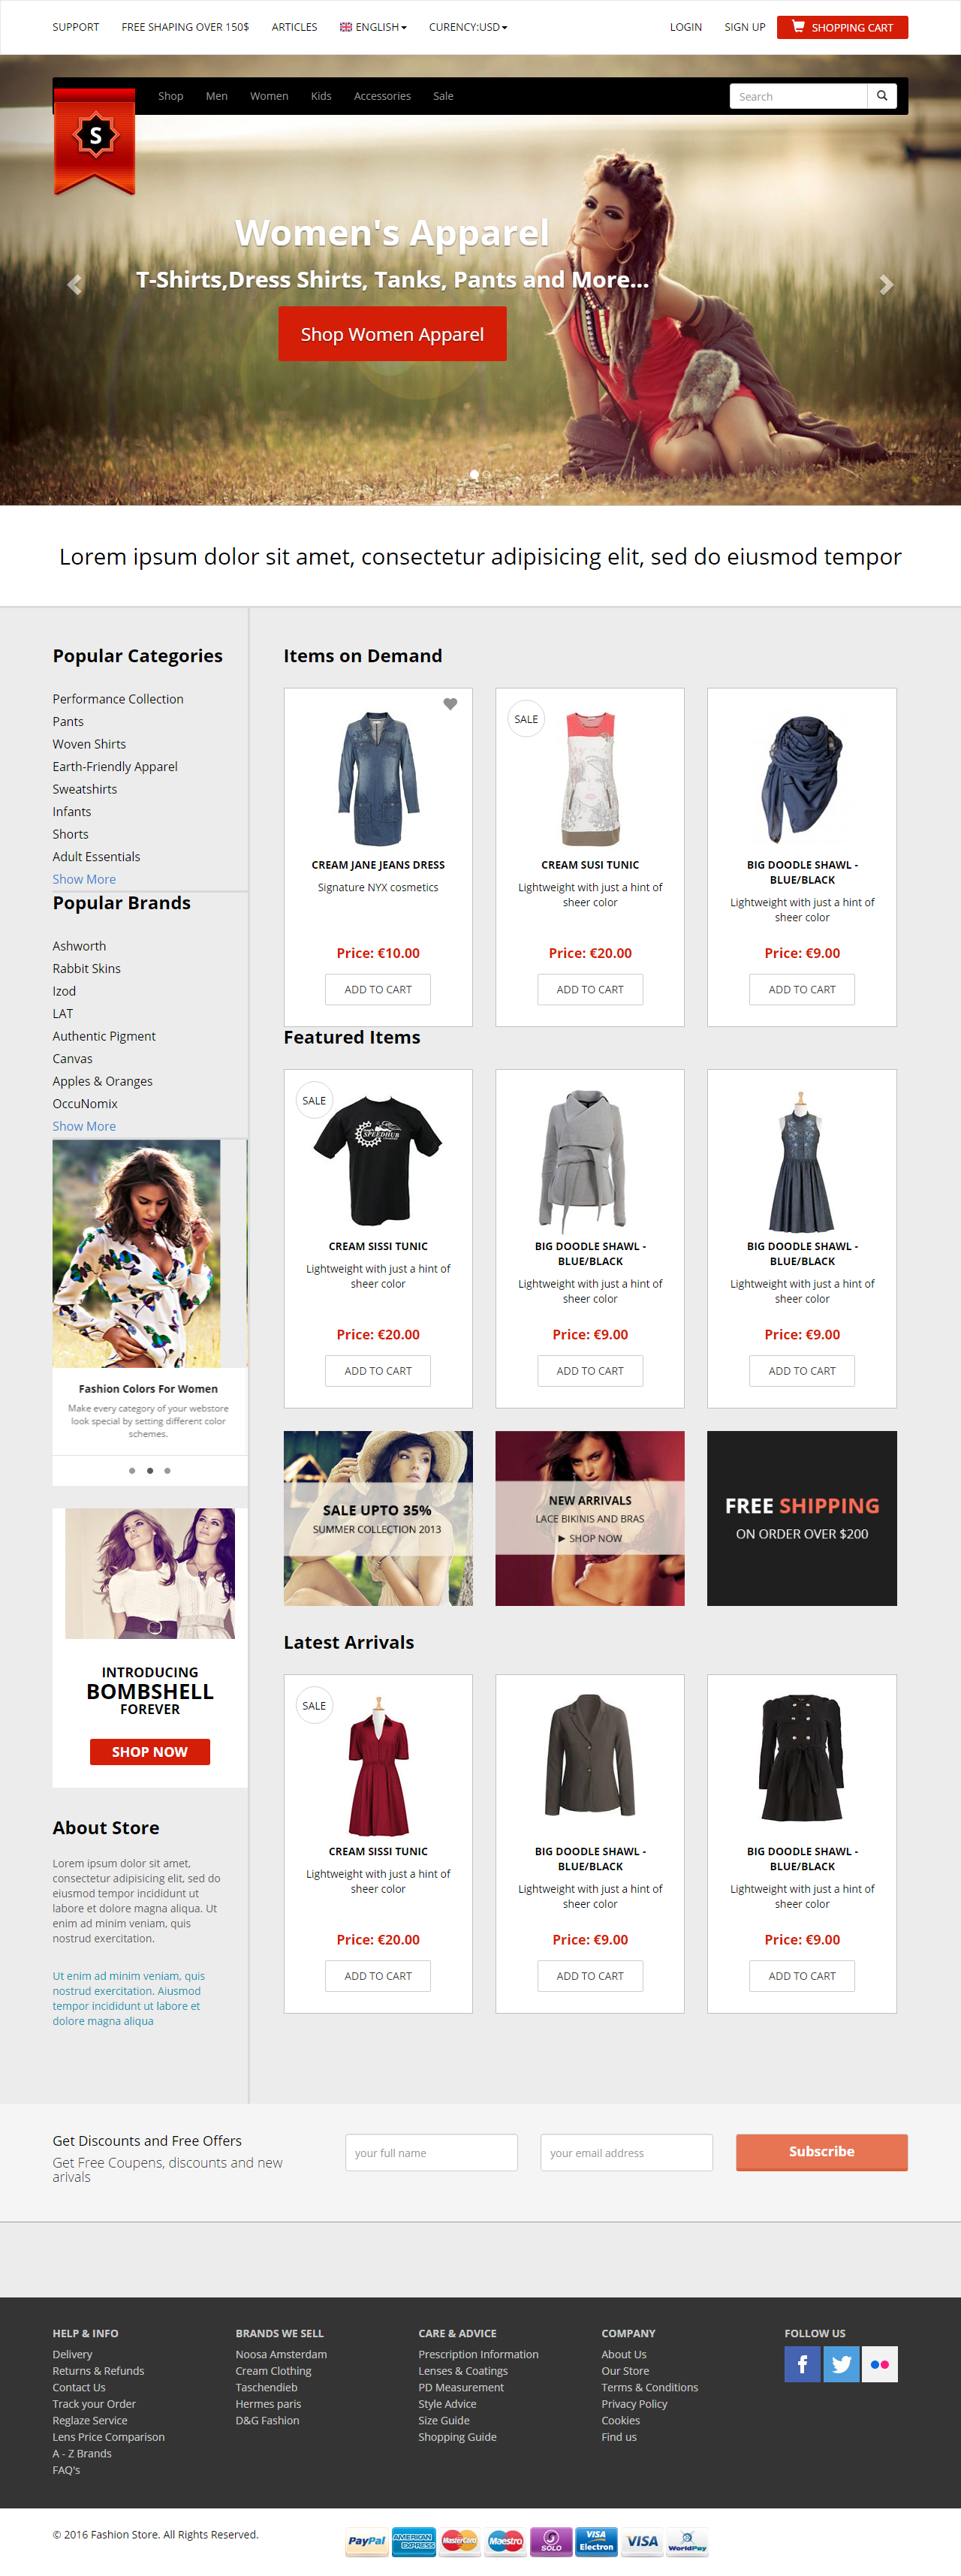 SUPPORT FREE SHAPING OVER 150$ ARTICLES ENGLISH CURENCY:USD LOGIN SIGN UP SHOPPING CART
Shop Men Women Kids Accessories Sale Search
S
Women's Apparel
T-Shirts,Dress Shirts, Tanks, Pants and More...
Shop Women Apparel
Lorem ipsum dolor sit amet, consectetur adipisicing elit, sed do eiusmod tempor
Popular Categories
Performance Collection
Pants
Woven Shirts
Earth-Friendly Apparel
Sweatshirts
Infants
Shorts
Adult Essentials
Show More
Popular Brands
Ashworth
Rabbit Skins
Izod
LAT
Authentic Pigment
Canvas
Apples & Oranges
OccuNomix
Show More
Fashion Colors For Women
Make every category of your webstore
look special by setting different color
schemes.
INTRODUCING
BOMBSHELL
FOREVER
SHOP NOW
About Store
Lorem ipsum dolor sit amet,
consectetur adipisicing elit, sed do
eiusmod tempor incididunt ut
labore et dolore magna aliqua. Ut
enim ad minim veniam, quis
nostrud exercitation.
Ut enim ad minim veniam, quis
nostrud exercitation. Aiusmod
tempor incididunt ut labore et
dolore magna aliqua
Items on Demand
CREAM JANE JEANS DRESS
Signature NYX cosmetics
Price: €10.00
ADD TO CART
SALE
CREAM SUSI TUNIC
Lightweight with just a hint of
sheer color
Price: €20.00
ADD TO CART
BIG DOODLE SHAWL -
BLUE/BLACK
Lightweight with just a hint of
sheer color
Price: €9.00
ADD TO CART
Featured Items
SALE
SPEEDHUB
CREAM SISSI TUNIC
Lightweight with just a hint of
sheer color
Price: €20.00
ADD TO CART
BIG DOODLE SHAWL -
BLUE/BLACK
Lightweight with just a hint of
sheer color
Price: €9.00
ADD TO CART
BIG DOODLE SHAWL -
BLUE/BLACK
Lightweight with just a hint of
sheer color
Price: €9.00
ADD TO CART
SALE UPTO 35%
SUMMER COLLECTION 2013
NEW ARRIVALS
LACE BIKINIS AND BRAS
► SHOP NOW
FREE SHIPPING
ON ORDER OVER $200
Latest Arrivals
SALE
CREAM SISSI TUNIC
Lightweight with just a hint of
sheer color
Price: €20.00
ADD TO CART
BIG DOODLE SHAWL -
BLUE/BLACK
Lightweight with just a hint of
sheer color
Price: €9.00
ADD TO CART
BIG DOODLE SHAWL -
BLUE/BLACK
Lightweight with just a hint of
sheer color
Price: €9.00
ADD TO CART
Get Discounts and Free Offers
Get Free Coupens, discounts and new
arivals
your full name
your email address
Subscribe
HELP & INFO
Delivery
Returns & Refunds
Contact Us
Track your Order
Reglaze Service
Lens Price Comparison
A - Z Brands
FAQ's
BRANDS WE SELL
Noosa Amsterdam
Cream Clothing
Taschendieb
Hermes paris
D&G Fashion
CARE & ADVICE
Prescription Information
Lenses & Coatings
PD Measurement
Style Advice
Size Guide
Shopping Guide
COMPANY
About Us
Our Store
Terms & Conditions
Privacy Policy
Cookies
Find us
FOLLOW US
f
© 2016 Fashion Store. All Rights Reserved.
PayPal
AMERICAN EXPRESS
MasterCard
Maestro
SOLO
VISA Electron
VISA
WorldPay